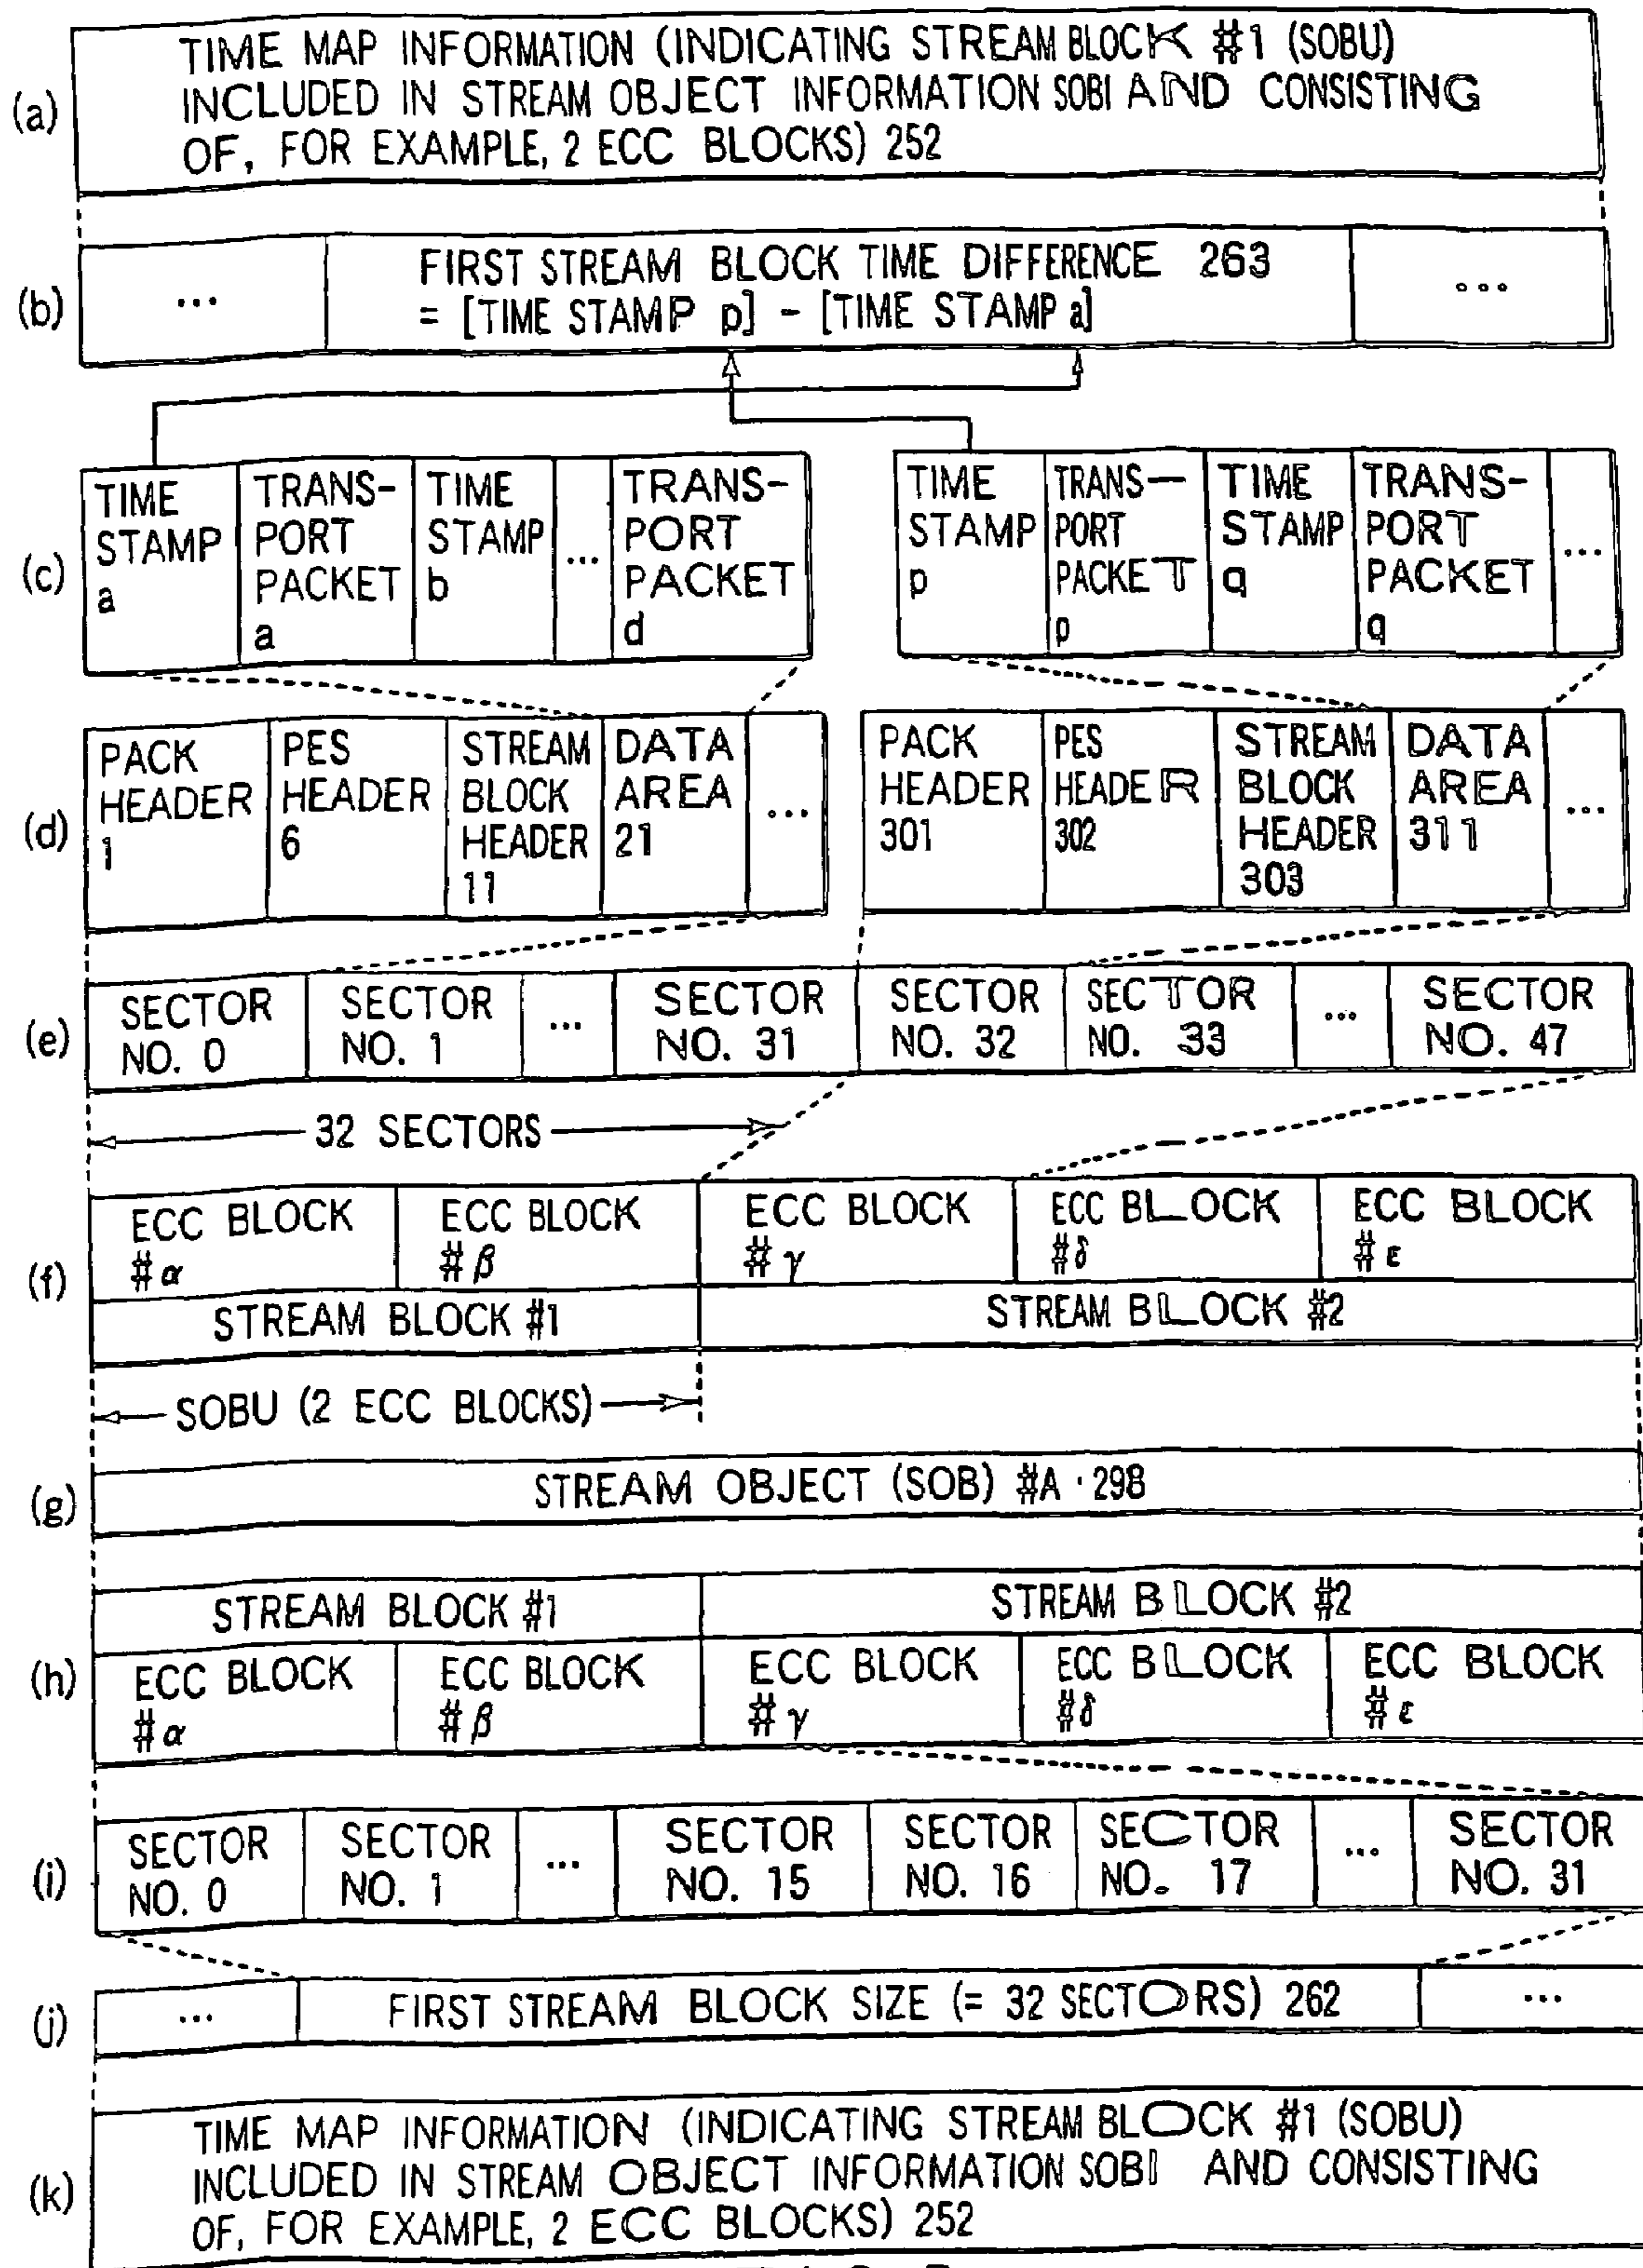 (a)
TIME MAP INFORMATION (INDICATING STREAM BLOCK #1 (SOBU)
INCLUDED IN STREAM OBJECT INFORMATION SOBI AND CONSISTING
OF, FOR EXAMPLE, 2 ECC BLOCKS) 252
(b)
...
FIRST STREAM BLOCK TIME DIFFERENCE 263
= [TIME STAMP p] - [TIME STAMP a]
...
(c)
TIME
STAMP
a
TRANS-
PORT
PACKET
a
TIME
STAMP
b
...
TRANS-
PORT
PACKET
d
TIME
STAMP
p
TRANS-
PORT
PACKET
p
TIME
STAMP
q
TRANS-
PORT
PACKET
q
...
(d)
PACK
HEADER
1
PES
HEADER
6
STREAM
BLOCK
HEADER
11
DATA
AREA
21
...
PACK
HEADER
301
PES
HEADER
302
STREAM
BLOCK
HEADER
303
DATA
AREA
311
...
(e)
SECTOR
NO. 0
SECTOR
NO. 1
...
SECTOR
NO. 31
SECTOR
NO. 32
SECTOR
NO. 33
...
SECTOR
NO. 47
32 SECTORS
(f)
ECC BLOCK
#α
ECC BLOCK
#β
ECC BLOCK
#γ
ECC BLOCK
#δ
ECC BLOCK
#ε
STREAM BLOCK #1
STREAM BLOCK #2
SOBU (2 ECC BLOCKS)
(g)
STREAM OBJECT (SOB) #A · 298
(h)
STREAM BLOCK #1
STREAM BLOCK #2
ECC BLOCK
#α
ECC BLOCK
#β
ECC BLOCK
#γ
ECC BLOCK
#δ
ECC BLOCK
#ε
(i)
SECTOR
NO. 0
SECTOR
NO. 1
...
SECTOR
NO. 15
SECTOR
NO. 16
SECTOR
NO. 17
...
SECTOR
NO. 31
(j)
...
FIRST STREAM BLOCK SIZE (= 32 SECTORS) 262
...
(k)
TIME MAP INFORMATION (INDICATING STREAM BLOCK #1 (SOBU)
INCLUDED IN STREAM OBJECT INFORMATION SOBI AND CONSISTING
OF, FOR EXAMPLE, 2 ECC BLOCKS) 252